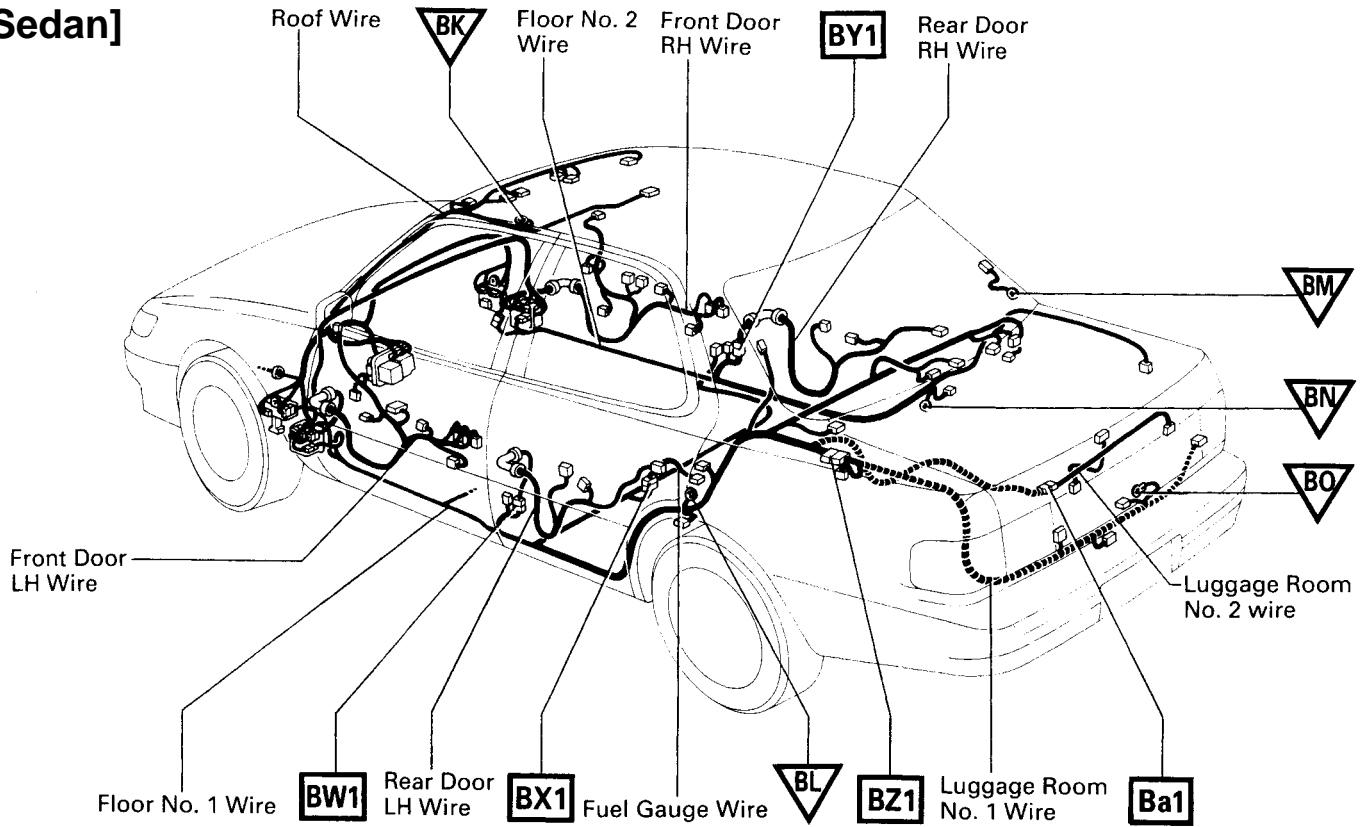 Sedan]
Roof Wire
BK
Floor No. 2
Wire
Front Door
RH Wire
BY1
Rear Door
RH Wire
BM
BN
BO
Front Door
LH Wire
Luggage Room
No. 2 wire
Floor No. 1 Wire
BW1
Rear Door
LH Wire
BX1
Fuel Gauge Wire
BL
BZ1
Luggage Room
No. 1 Wire
Ba1